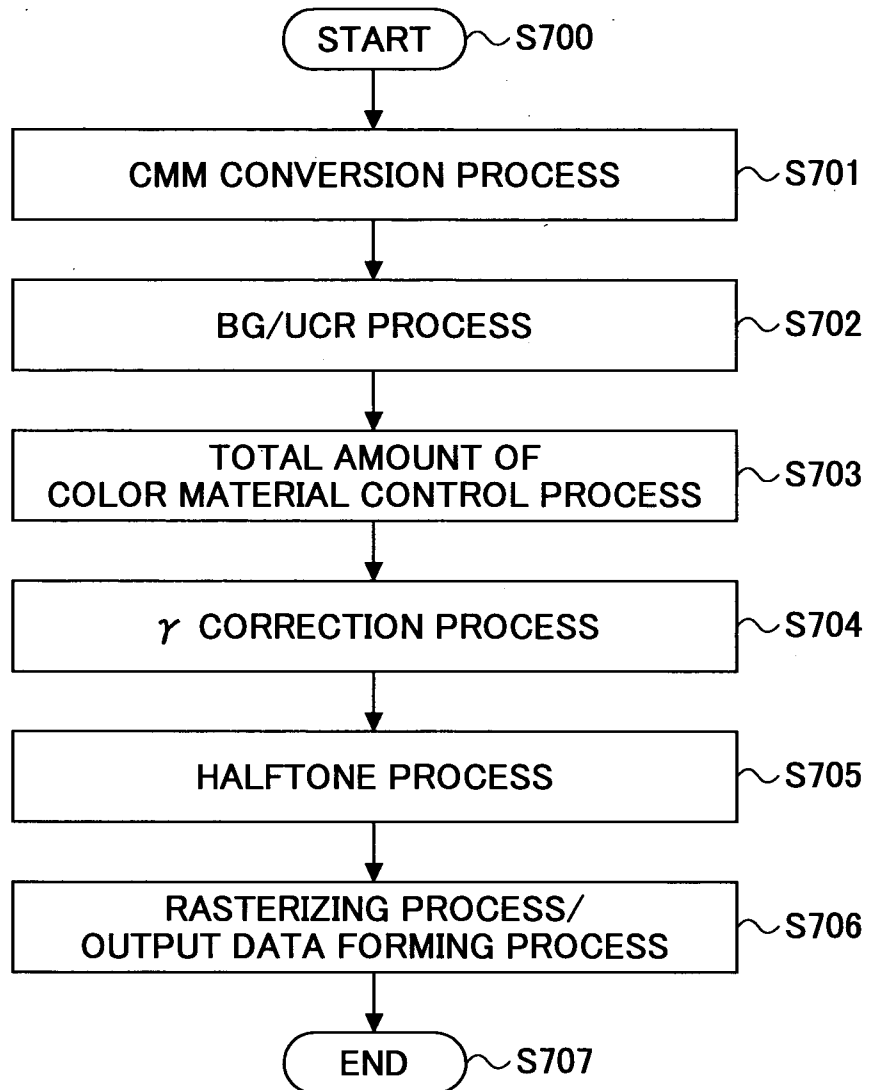 START S700
CMM CONVERSION PROCESS S701
BG/UCR PROCESS S702
TOTAL AMOUNT OF
COLOR MATERIAL CONTROL PROCESS S703
γ CORRECTION PROCESS S704
HALFTONE PROCESS S705
RASTERIZING PROCESS/
OUTPUT DATA FORMING PROCESS S706
END S707